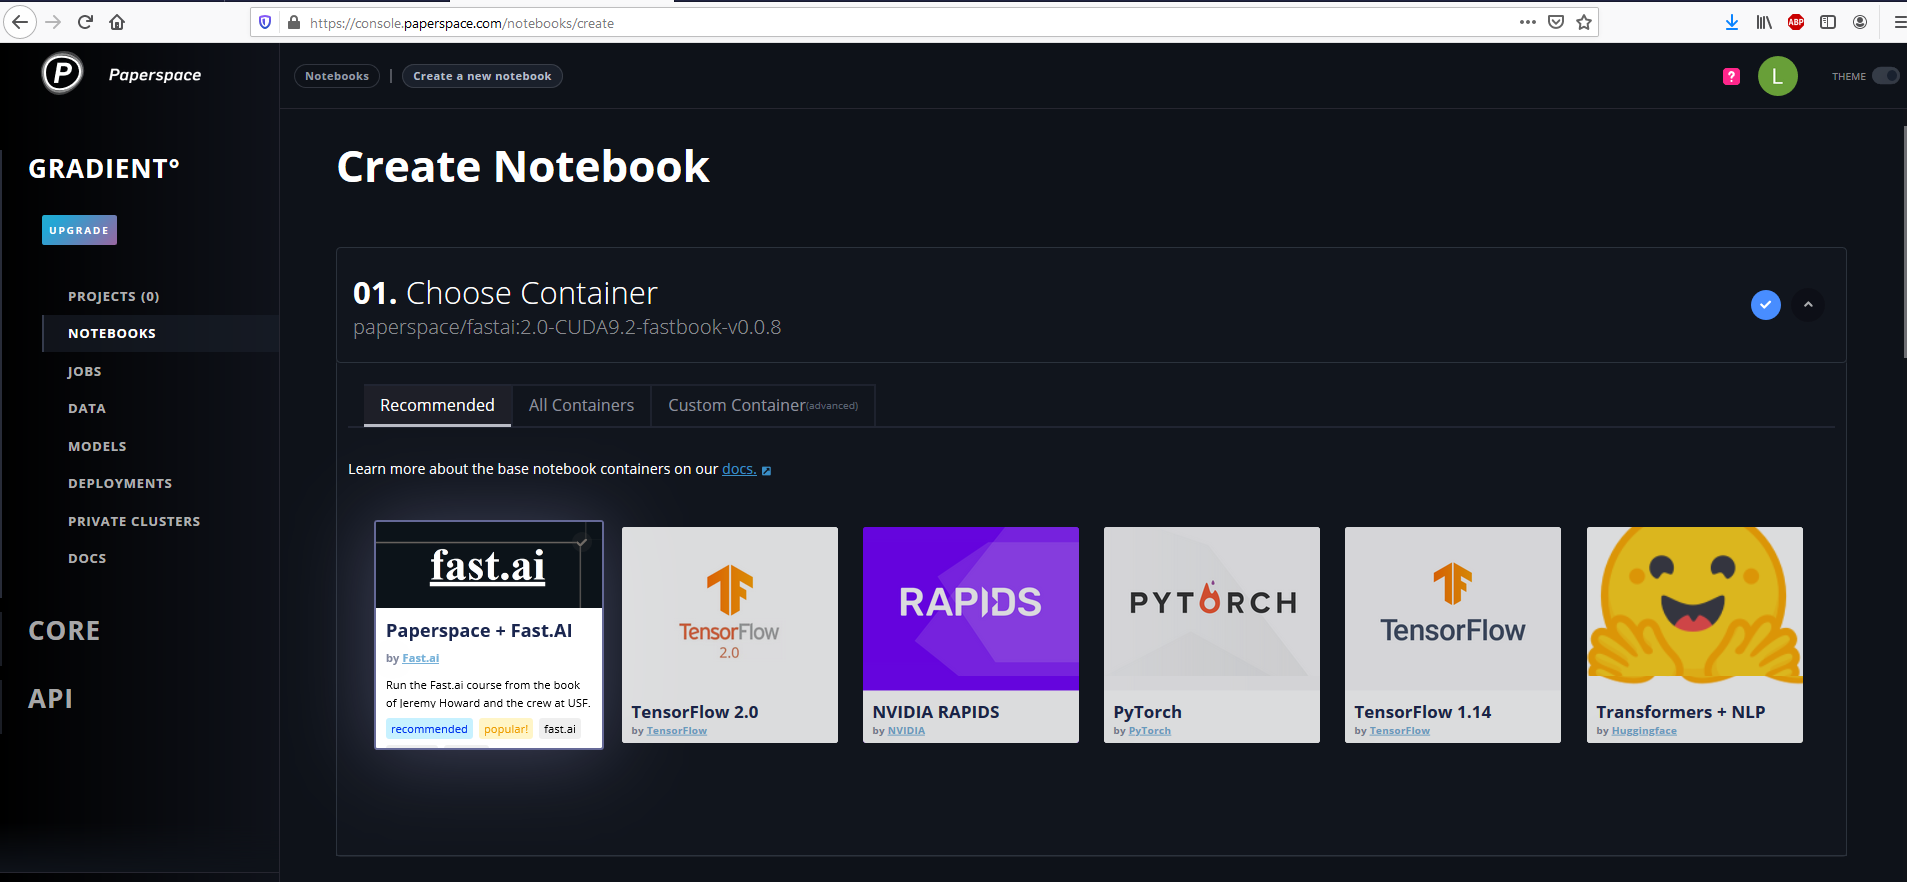 https://console.paperspace.com/notebooks/create
ABP
P Paperspace
Notebooks | Create a new notebook
?
L
THEME
GRADIENT°
UPGRADE
PROJECTS (0)
NOTEBOOKS
JOBS
DATA
MODELS
DEPLOYMENTS
PRIVATE CLUSTERS
DOCS
CORE
API
Create Notebook
01. Choose Container
paperspace/fastai:2.0-CUDA9.2-fastbook-v0.0.8
Recommended
All Containers
Custom Container(advanced)
Learn more about the base notebook containers on our docs.
fast.ai
Paperspace + Fast.AI
by Fast.ai
Run the Fast.ai course from the book
of Jeremy Howard and the crew at USF.
recommended popular! fast.ai
TensorFlow
2.0
TensorFlow 2.0
by TensorFlow
RAPIDS
NVIDIA RAPIDS
by NVIDIA
PYTORCH
PyTorch
by PyTorch
TensorFlow
TensorFlow 1.14
by TensorFlow
Transformers + NLP
by Huggingface